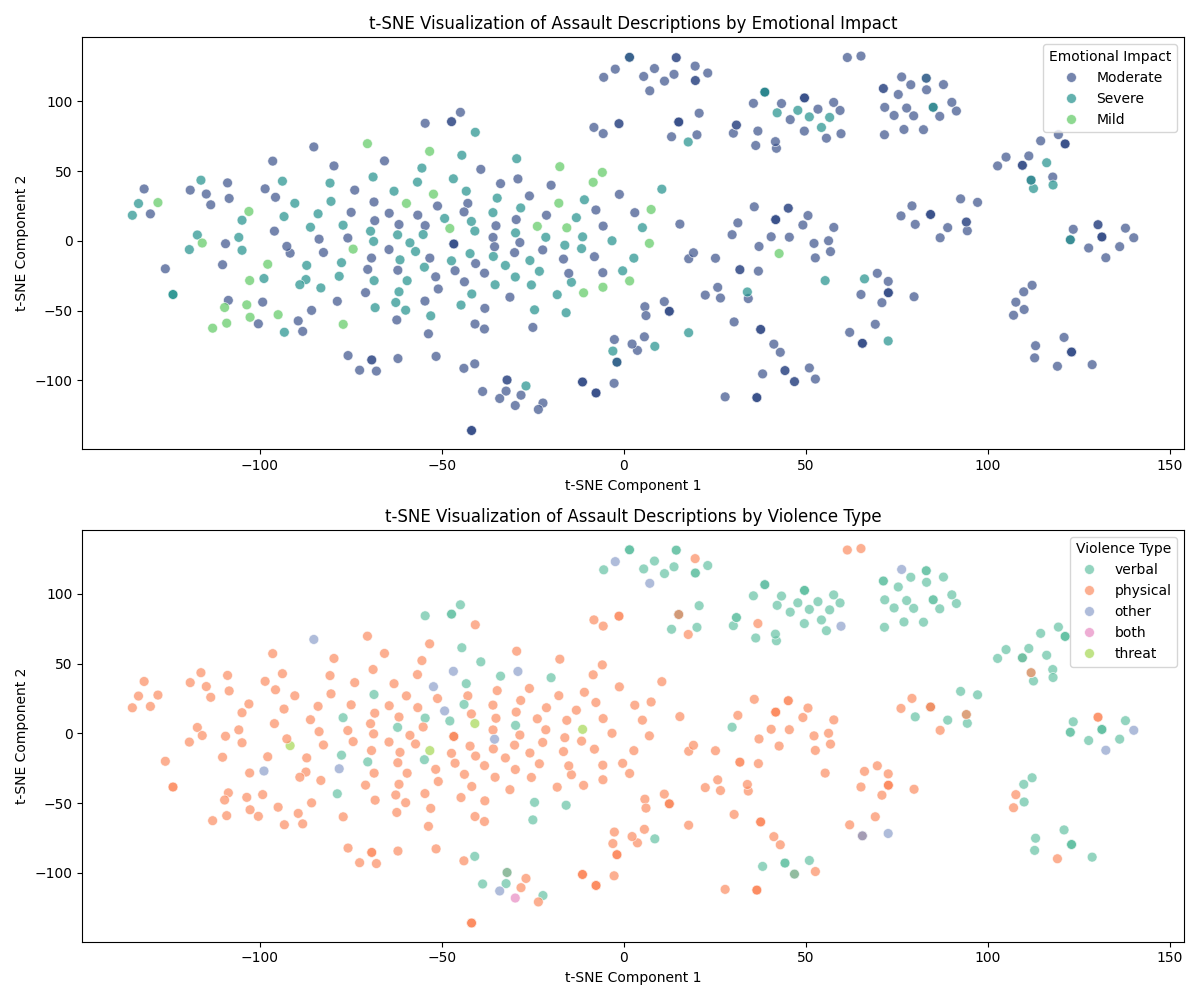 t-SNE Visualization of Assault Descriptions by Emotional Impact
Emotional Impact
Moderate
Severe
Mild
100
50
0
−50
−100
t-SNE Component 2
−100
−50
0
50
100
150
t-SNE Component 1
t-SNE Visualization of Assault Descriptions by Violence Type
Violence Type
verbal
physical
other
both
threat
100
50
0
−50
−100
t-SNE Component 2
−100
−50
0
50
100
150
t-SNE Component 1